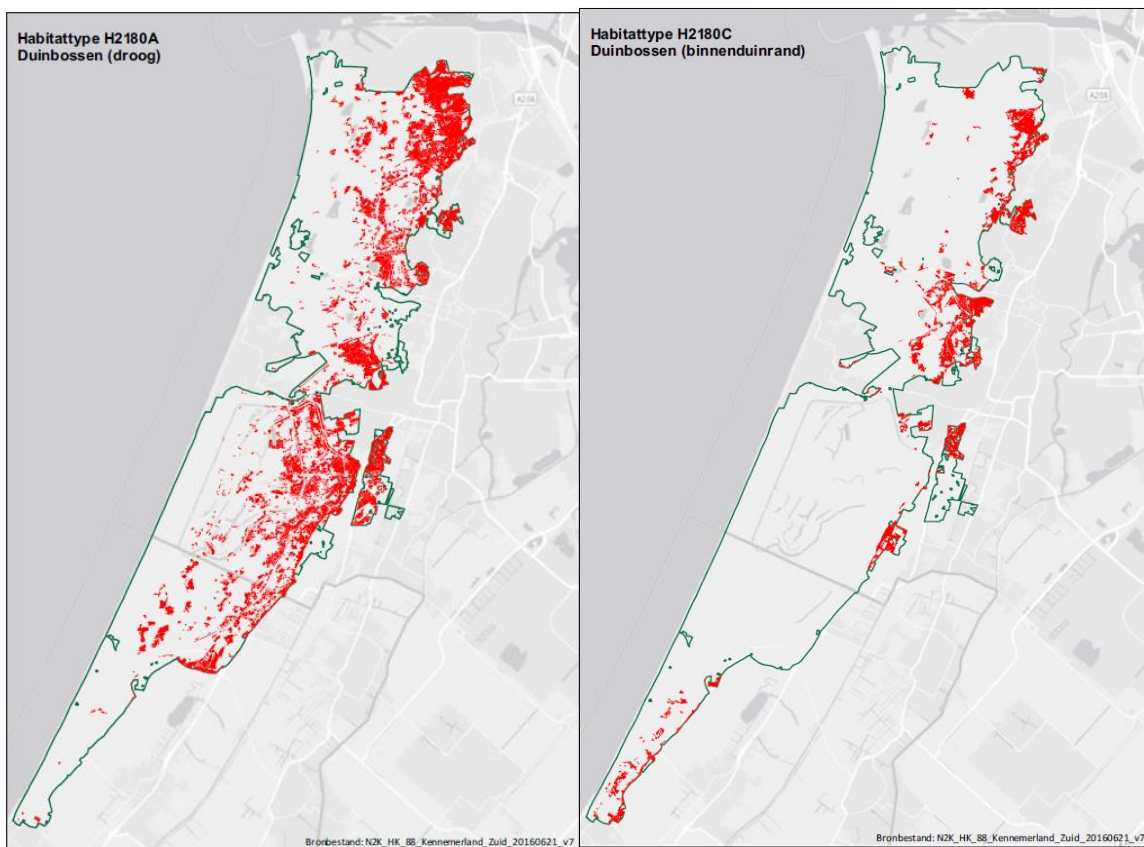 Habitattype H2180A
Duinbossen (droog)
A208
Bronbestand: N2K_HK_88_Kennemerland_Zuid_20160621_v7
Habitattype H2180C
Duinbossen (binnenduinrand)
A208
Bronbestand: N2K_HK_88_Kennemerland_Zuid_20160621_v7